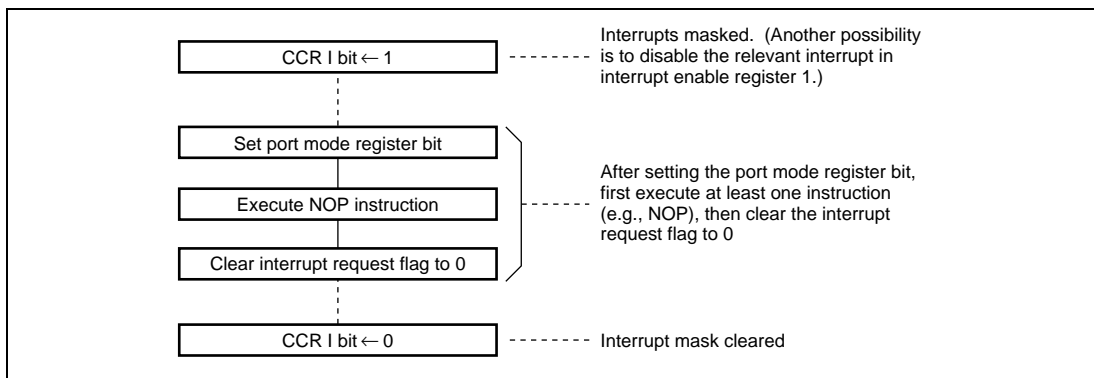 CCR I bit ← 1
Interrupts masked. (Another possibility
is to disable the relevant interrupt in
interrupt enable register 1.)
Set port mode register bit
Execute NOP instruction
Clear interrupt request flag to 0
After setting the port mode register bit,
first execute at least one instruction
(e.g., NOP), then clear the interrupt
request flag to 0
CCR I bit ← 0
Interrupt mask cleared